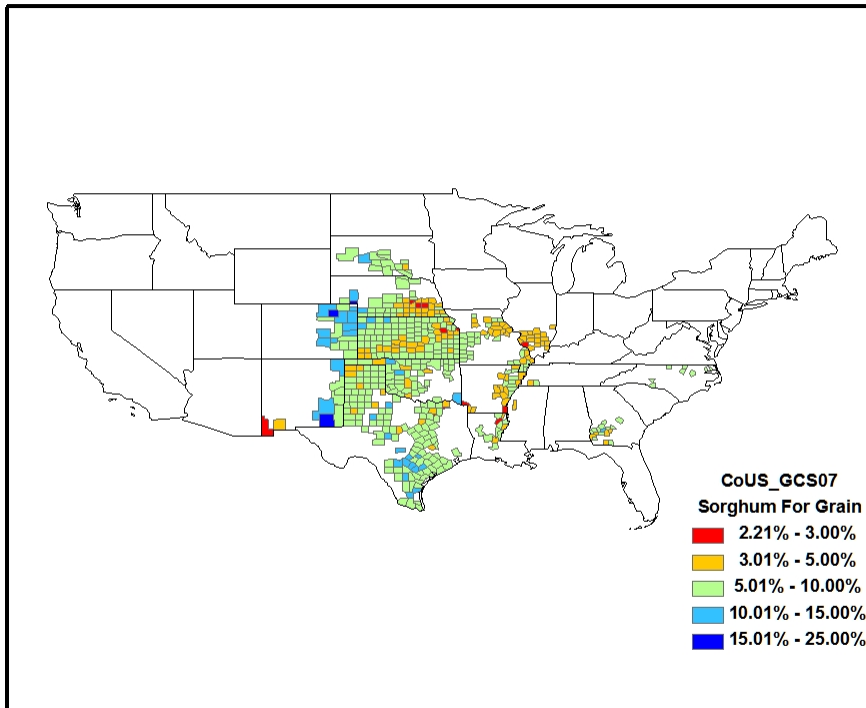 CoUS_GCS07
Sorghum For Grain
2.21% - 3.00%
3.01% - 5.00%
5.01% - 10.00%
10.01% - 15.00%
15.01% - 25.00%